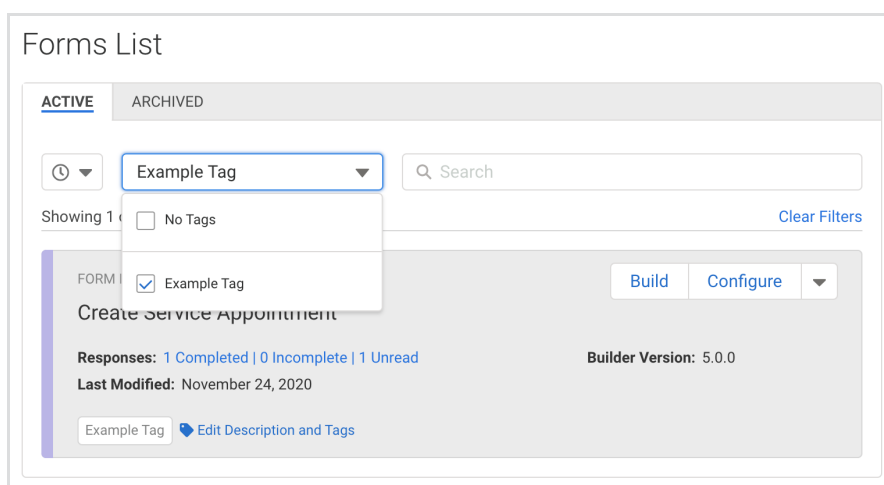 Forms List
ACTIVE ARCHIVED
Example Tag Search
Showing 1 Clear Filters
No Tags
Example Tag
FORM Build Configure
Create Service Appointment
Responses: 1 Completed | 0 Incomplete | 1 Unread Builder Version: 5.0.0
Last Modified: November 24, 2020
Example Tag Edit Description and Tags